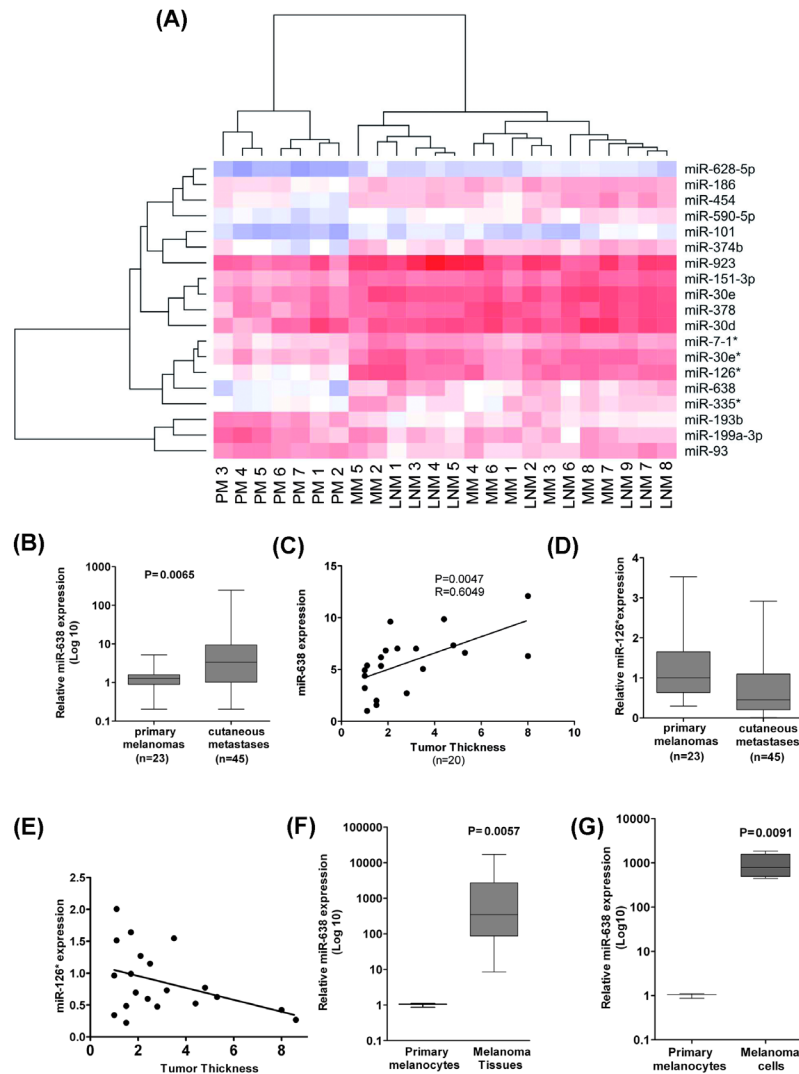 (A)
miR-628-5p
miR-186
miR-454
miR-590-5p
miR-101
miR-374b
miR-923
miR-151-3p
miR-30e
miR-378
miR-30d
miR-7-1*
miR-30e*
miR-126*
miR-638
miR-335*
miR-193b
miR-199a-3p
miR-93
PM 3
PM 4
PM 5
PM 6
PM 7
PM 1
PM 2
MM 5
MM 2
LNM 1
LNM 3
LNM 4
LNM 5
MM 4
MM 6
MM 1
LNM 2
MM 3
LNM 6
MM 8
MM 7
LNM 9
LNM 7
LNM 8
(B)
Relative miR-638 expression
(Log 10)
1000
100
10
1
0.1
P=0.0065
primary
melanomas
(n=23)
cutaneous
metastases
(n=45)
(C)
miR-638 expression
15
10
5
0
P=0.0047
R=0.6049
0 2 4 6 8 10
Tumor Thickness
(n=20)
(D)
Relative miR-126*expression
4
3
2
1
0
primary
melanomas
(n=23)
cutaneous
metastases
(n=45)
(E)
miR-126* expression
2.5
2.0
1.5
1.0
0.5
0.0
0 2 4 6 8
Tumor Thickness
(F)
Relative miR-638 expression
(Log 10)
100000
10000
1000
100
10
1
0.1
P=0.0057
Primary
melanocytes
Melanoma
Tissues
(G)
Relative miR-638 expression
(Log10)
10000
1000
100
10
1
0.1
P=0.0091
Primary
melanocytes
Melanoma
cells